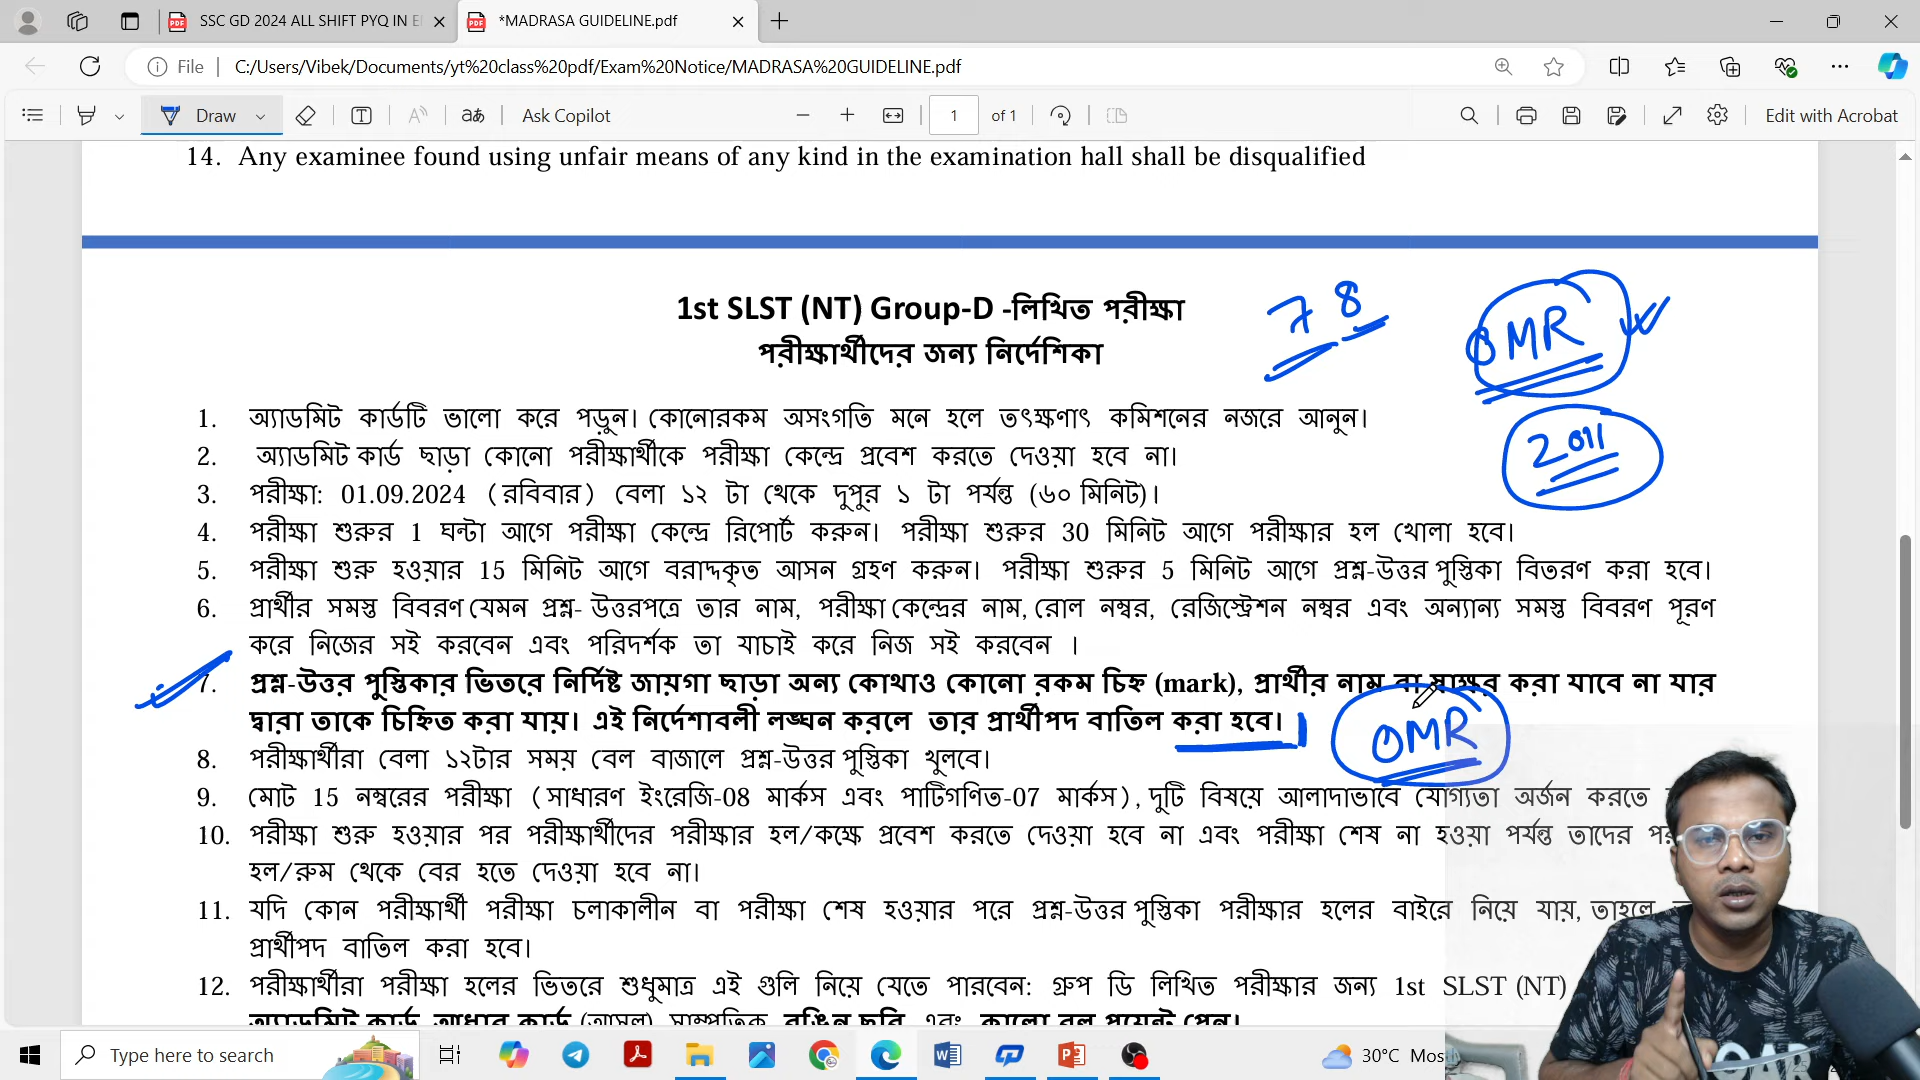 SSC GD 2024 ALL SHIFT PYQ IN E
*MADRASA GUIDELINE.pdf
File
C:/Users/Vibek/Documents/yt%20class%20pdf/Exam%20Notice/MADRASA%20GUIDELINE.pdf
Draw
Ask Copilot
1 of 1
Edit with Acrobat
14. Any examinee found using unfair means of any kind in the examination hall shall be disqualified
1st SLST (NT) Group-D -লিখিত পরীক্ষা
পরীক্ষার্থীদের জন্য নির্দেশিকা
7 8
OMR
2011
1. অ্যাডমিট কার্ডটি ভালো করে পড়ুন। কোনোরকম অসংগতি মনে হলে তৎক্ষণাৎ কমিশনের নজরে আনুন।
2. অ্যাডমিট কার্ড ছাড়া কোনো পরীক্ষার্থীকে পরীক্ষা কেন্দ্রে প্রবেশ করতে দেওয়া হবে না।
3. পরীক্ষা: 01.09.2024 (রবিবার) বেলা ১২ টা থেকে দুপুর ১ টা পর্যন্ত (৬০ মিনিট)।
4. পরীক্ষা শুরুর 1 ঘন্টা আগে পরীক্ষা কেন্দ্রে রিপোর্ট করুন। পরীক্ষা শুরুর 30 মিনিট আগে পরীক্ষার হল খোলা হবে।
5. পরীক্ষা শুরু হওয়ার 15 মিনিট আগে বরাদ্দকৃত আসন গ্রহণ করুন। পরীক্ষা শুরুর 5 মিনিট আগে প্রশ্ন-উত্তর পুস্তিকা বিতরণ করা হবে।
6. প্রার্থীর সমস্ত বিবরণ যেমন প্রশ্ন- উত্তরপত্রে তার নাম, পরীক্ষা কেন্দ্রের নাম, রোল নম্বর, রেজিস্ট্রেশন নম্বর এবং অন্যান্য সমস্ত বিবরণ পূরণ
করে নিজের সই করবেন এবং পরিদর্শক তা যাচাই করে নিজ সই করবেন ।
7. প্রশ্ন-উত্তর পুস্তিকার ভিতরে নির্দিষ্ট জায়গা ছাড়া অন্য কোথাও কোনো রকম চিহ্ন (mark), প্রার্থীর নাম বা স্বাক্ষর করা যাবে না যার
দ্বারা তাকে চিহ্নিত করা যায়। এই নির্দেশাবলী লঙ্ঘন করলে তার প্রার্থীপদ বাতিল করা হবে।
OMR
8. পরীক্ষার্থীরা বেলা ১২টার সময় বেল বাজালে প্রশ্ন-উত্তর পুস্তিকা খুলবে।
9. মোট 15 নম্বরের পরীক্ষা (সাধারণ ইংরেজি-08 মার্কস এবং পাটিগণিত-07 মার্কস), দুটি বিষয়ে আলাদাভাবে যোগ্যতা অর্জন করতে
10. পরীক্ষা শুরু হওয়ার পর পরীক্ষার্থীদের পরীক্ষার হল/কক্ষে প্রবেশ করতে দেওয়া হবে না এবং পরীক্ষা শেষ না হওয়া পর্যন্ত তাদের
হল/রুম থেকে বের হতে দেওয়া হবে না।
11. যদি কোন পরীক্ষার্থী পরীক্ষা চলাকালীন বা পরীক্ষা শেষ হওয়ার পরে প্রশ্ন-উত্তর পুস্তিকা পরীক্ষার হলের বাইরে নিয়ে যায়, তাহলে
প্রার্থীপদ বাতিল করা হবে।
12. পরীক্ষার্থীরা পরীক্ষা হলের ভিতরে শুধুমাত্র এই গুলি নিয়ে যেতে পারবেন: গ্রুপ ডি লিখিত পরীক্ষার জন্য 1st SLST (NT)
অ্যাডমিট কার্ড, আধার কার্ড (আসল), সাম্প্রতিক রঙিন ছবি এবং কালো বল পয়েন্ট পেন।
Type here to search
30°C